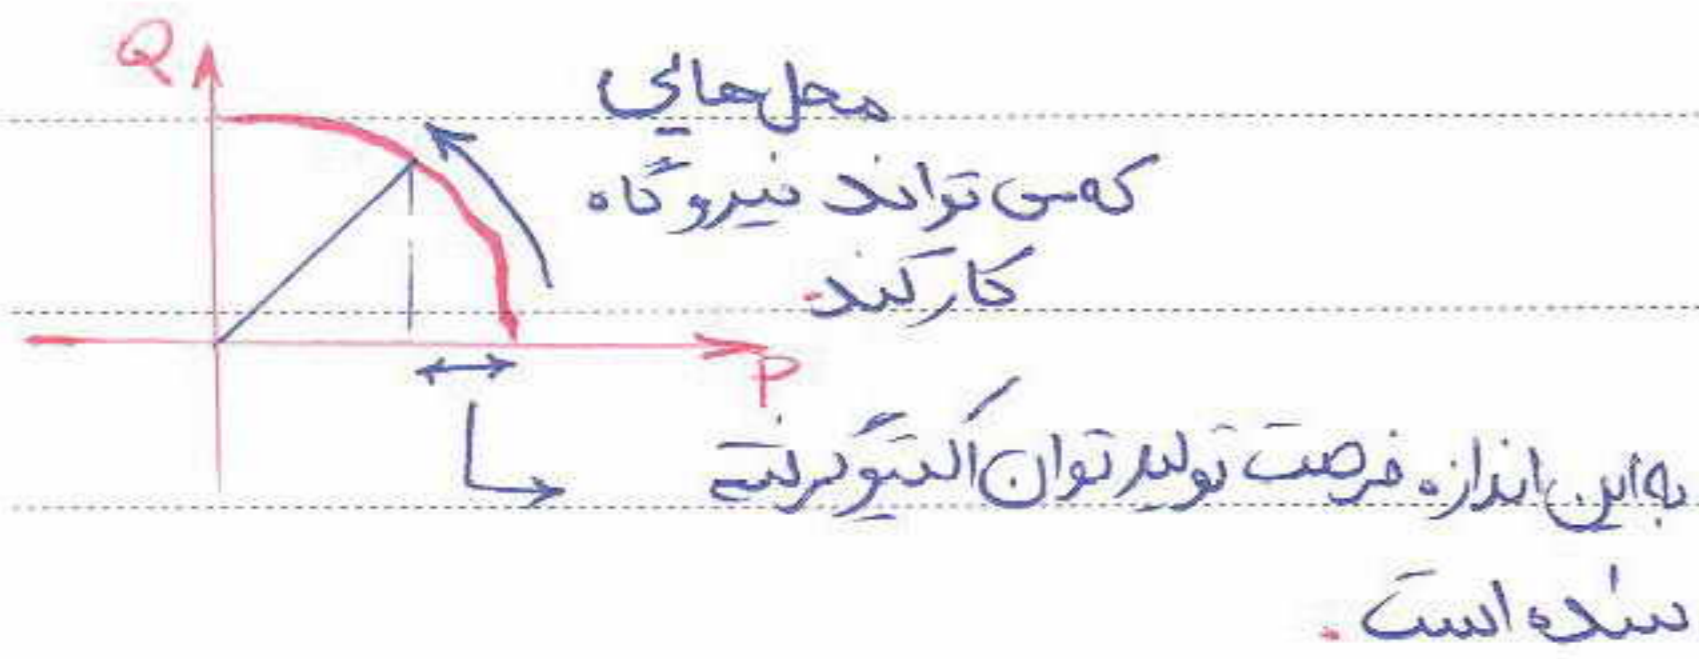 Q
محل‌هایی
که می‌تواند نیروگاه
کار کند.
P
به این اندازه فرصت تولید توان اکتیو گرفته
شده است.